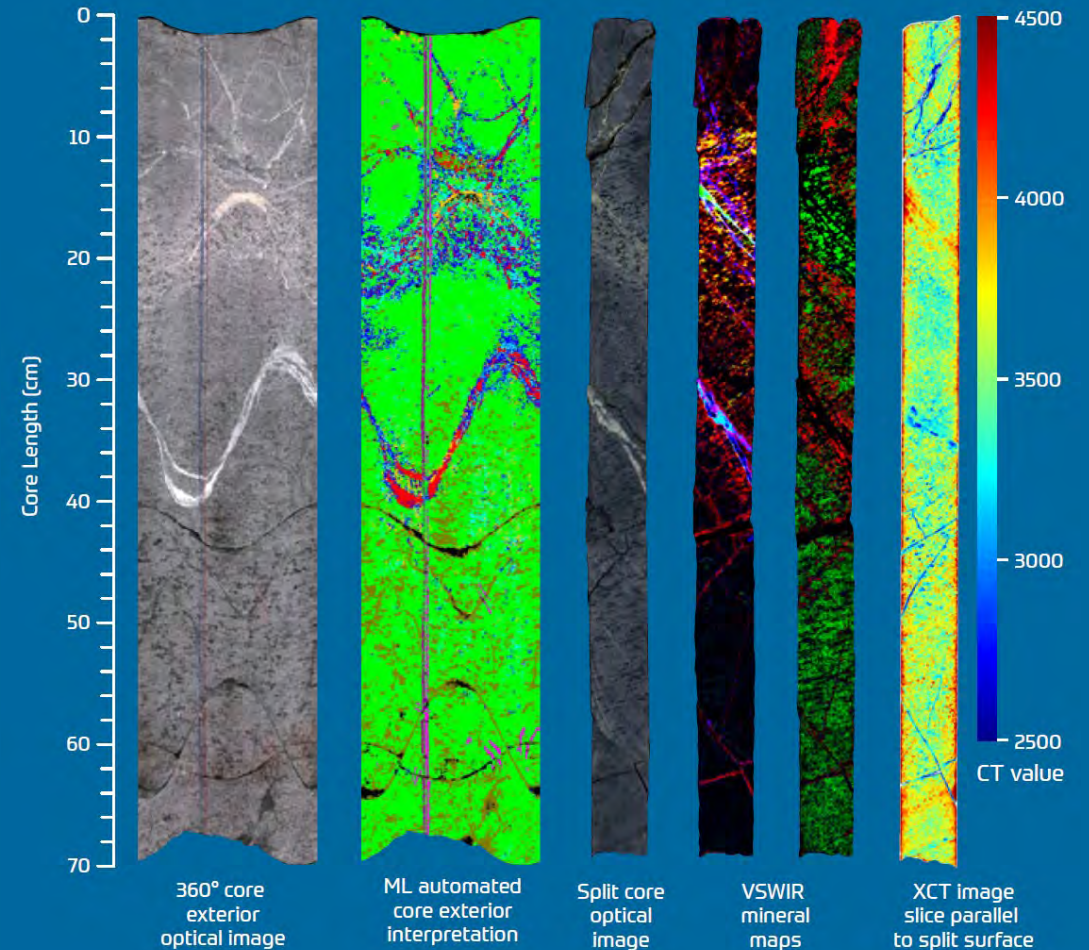 0
10
20
30
40
50
60
70
Core Length (cm)
4500
4000
3500
3000
2500
CT value
360° core
exterior
optical image
ML automated
core exterior
interpretation
Split core
optical
image
VSWIR
mineral
maps
XCT image
slice parallel
to split surface